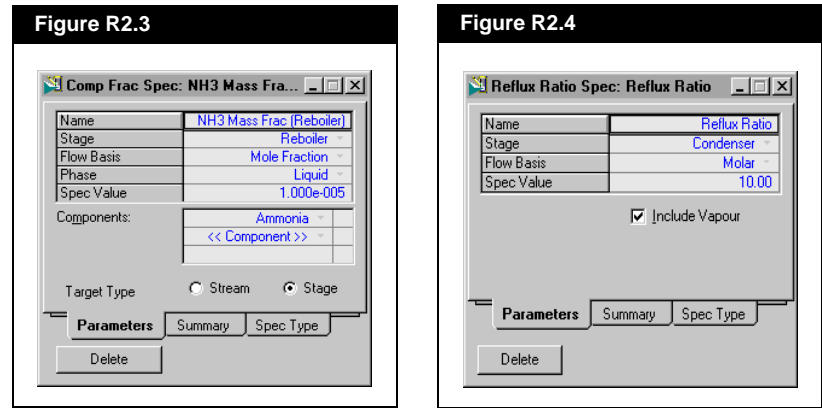 Figure R2.3
Comp Frac Spec: NH3 Mass Fra...
Name NH3 Mass Frac (Reboiler)
Stage Reboiler
Flow Basis Mole Fraction
Phase Liquid
Spec Value 1.000e-005
Components: Ammonia
<< Component >>
Target Type Stream Stage
Parameters Summary Spec Type
Delete
Figure R2.4
Reflux Ratio Spec: Reflux Ratio
Name Reflux Ratio
Stage Condenser
Flow Basis Molar
Spec Value 10.00
Include Vapour
Parameters Summary Spec Type
Delete